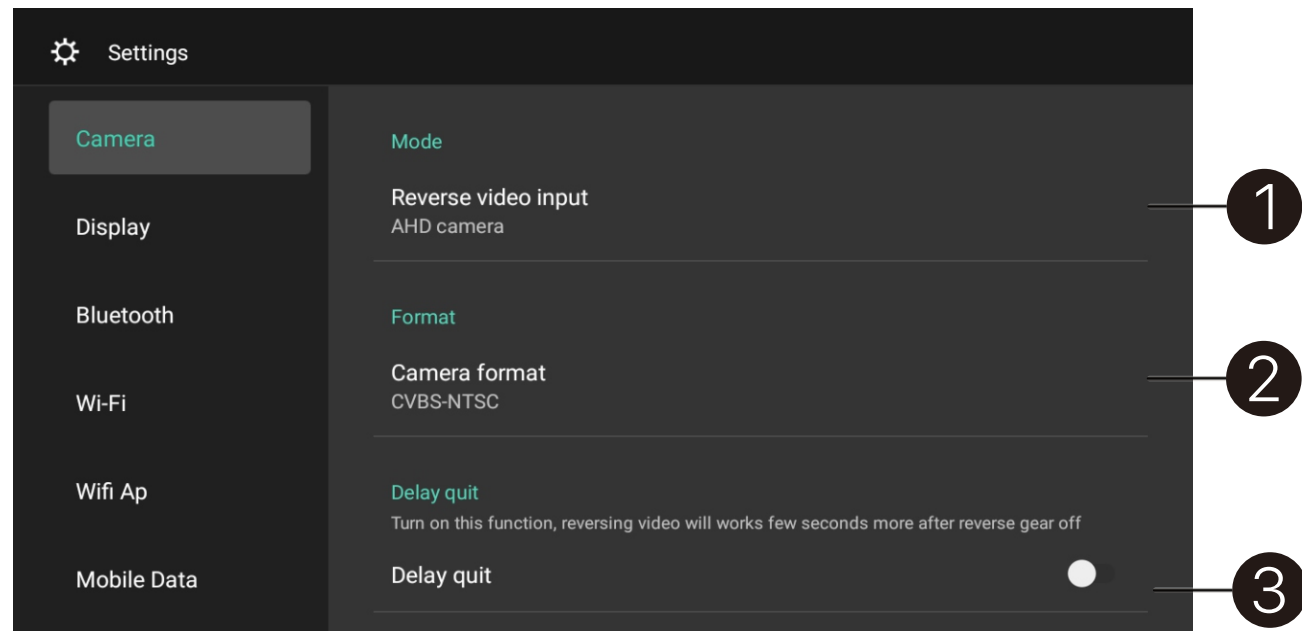 Settings
Camera
Display
Bluetooth
Wi-Fi
Wifi Ap
Mobile Data
Mode
Reverse video input
AHD camera
1
Format
Camera format
CVBS-NTSC
2
Delay quit
Turn on this function, reversing video will works few seconds more after reverse gear off
Delay quit
3